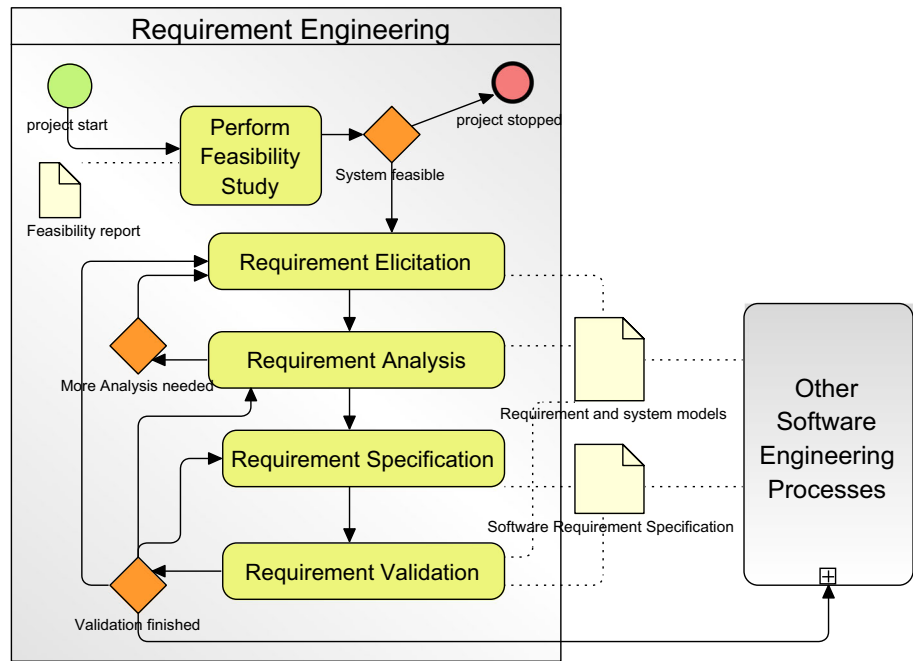 Requirement Engineering
project start
project stopped
Perform
Feasibility
Study
System feasible
Feasibility report
Requirement Elicitation
Requirement Analysis
More Analysis needed
Requirement and system models
Requirement Specification
Software Requirement Specification
Requirement Validation
Validation finished
Other
Software
Engineering
Processes